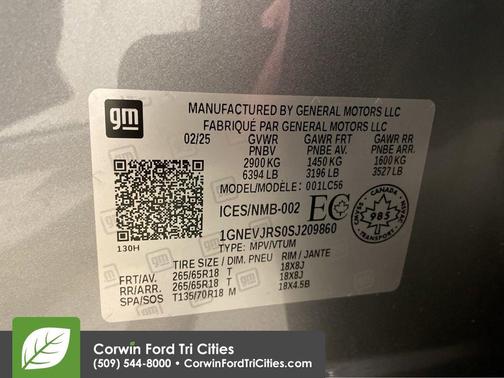 gm
MANUFACTURED BY GENERAL MOTORS LLC
FABRIQUÉ PAR GENERAL MOTORS LLC
02/25 GVWR GAWR FRT GAWR RR
PNBV PNBE AV. PNBE ARR.
2900 KG 1450 KG 1600 KG
6394 LB 3196 LB 3527 LB
MODEL/MODÈLE: 001LC56
ICES/NMB-002 EC
CANADA
985
TRANSPORT
1GNEVJRS0SJ209860
TYPE: MPV/VTUM
130H
TIRE SIZE / DIM. PNEU RIM / JANTE
FRT/AV. 265/65R18 T 18X8J
RR/ARR. 265/65R18 T 18X8J
SPA/SOS T135/70R18 M 18X4.5B
Corwin Ford Tri Cities
(509) 544-8000 • CorwinFordTriCities.com